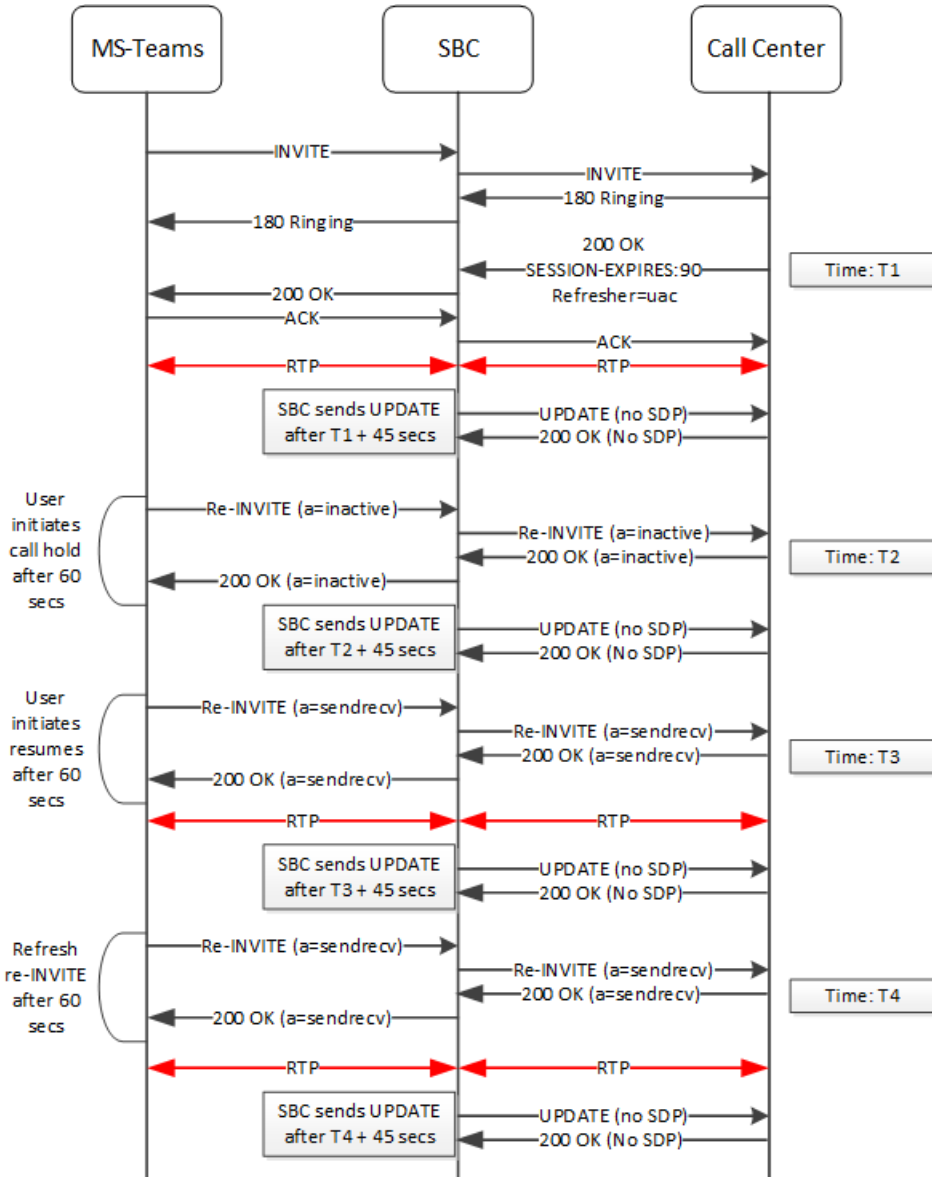 MS-Teams
SBC
Call Center
INVITE
INVITE
180 Ringing
180 Ringing
200 OK
SESSION-EXPIRES:90
Refresher=uac
Time: T1
200 OK
ACK
ACK
RTP
RTP
SBC sends UPDATE
after T1 + 45 secs
UPDATE (no SDP)
200 OK (No SDP)
User
initiates
call hold
after 60
secs
Re-INVITE (a=inactive)
Re-INVITE (a=inactive)
200 OK (a=inactive)
Time: T2
200 OK (a=inactive)
SBC sends UPDATE
after T2 + 45 secs
UPDATE (no SDP)
200 OK (No SDP)
User
initiates
resumes
after 60
secs
Re-INVITE (a=sendrecv)
Re-INVITE (a=sendrecv)
200 OK (a=sendrecv)
Time: T3
200 OK (a=sendrecv)
RTP
RTP
SBC sends UPDATE
after T3 + 45 secs
UPDATE (no SDP)
200 OK (No SDP)
Refresh
re-INVITE
after 60
secs
Re-INVITE (a=sendrecv)
Re-INVITE (a=sendrecv)
200 OK (a=sendrecv)
Time: T4
200 OK (a=sendrecv)
RTP
RTP
SBC sends UPDATE
after T4 + 45 secs
UPDATE (no SDP)
200 OK (No SDP)